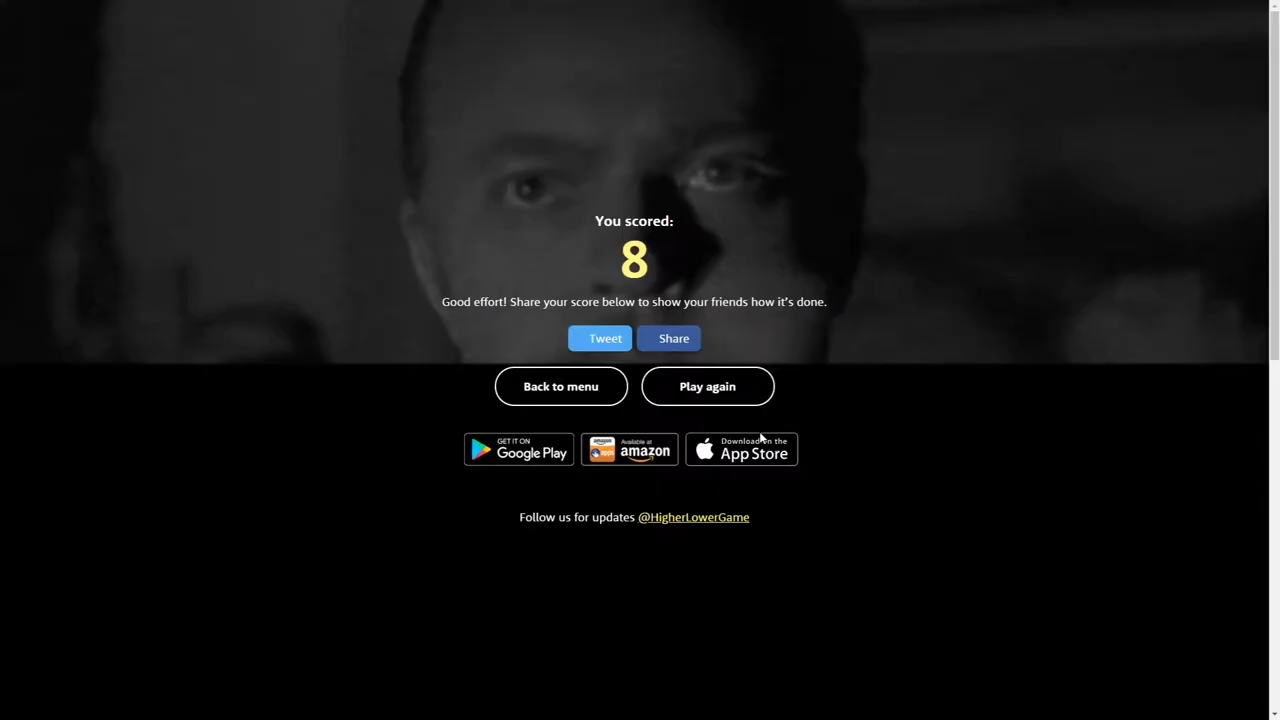 You scored:
8
Good effort! Share your score below to show your friends how it's done.
Tweet Share
Back to menu Play again
GET IT ON Google Play
amazon apps Available at amazon
Download on the App Store
Follow us for updates @HigherLowerGame